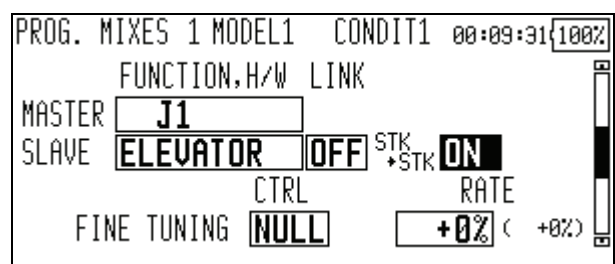 PROG. MIXES 1 MODEL1 CONDIT1 00:09:31 100%
FUNCTION,H/W LINK
MASTER J1
SLAVE ELEVATOR OFF STK→STK ON
CTRL RATE
FINE TUNING NULL +0% ( +0%)